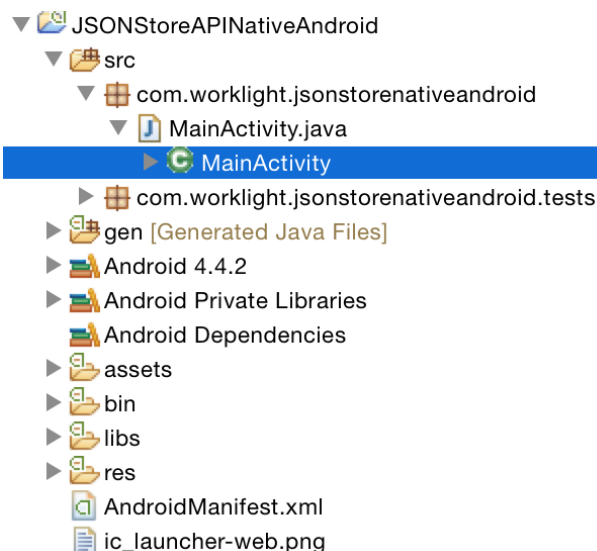 JSONStoreAPINativeAndroid
src
com.worklight.jsonstorenativeandroid
MainActivity.java
MainActivity
com.worklight.jsonstorenativeandroid.tests
gen [Generated Java Files]
Android 4.4.2
Android Private Libraries
Android Dependencies
assets
bin
libs
res
AndroidManifest.xml
ic_launcher-web.png